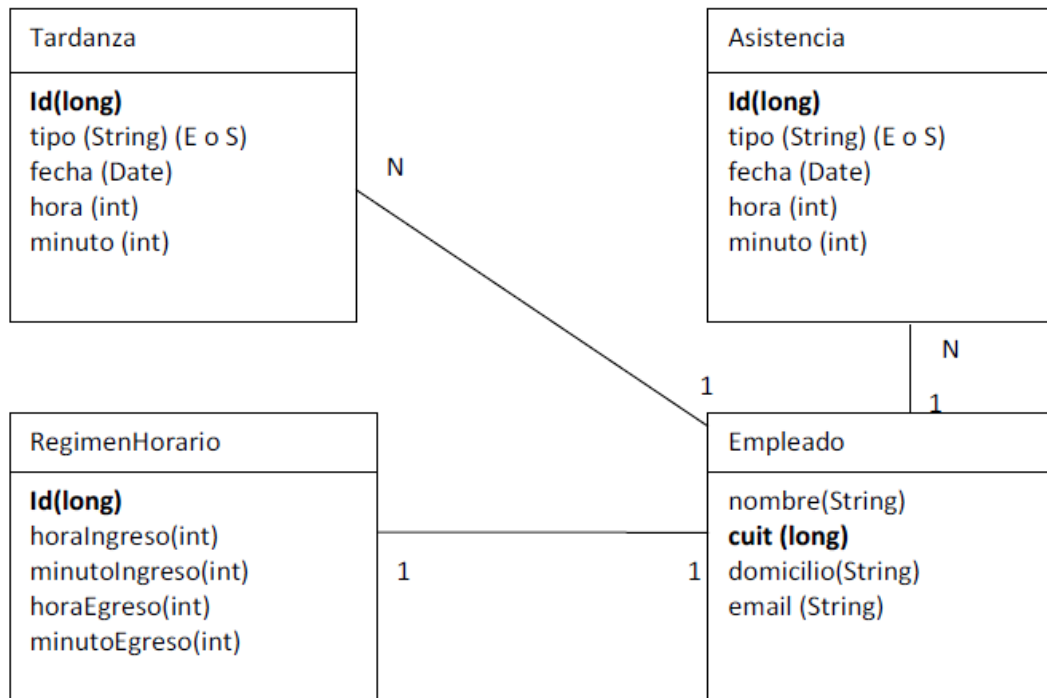 Tardanza
Id(long)
tipo (String) (E o S)
fecha (Date)
hora (int)
minuto (int)
N
Asistencia
Id(long)
tipo (String) (E o S)
fecha (Date)
hora (int)
minuto (int)
N
1
1
RegimenHorario
Id(long)
horaIngreso(int)
minutoIngreso(int)
horaEgreso(int)
minutoEgreso(int)
1
1
Empleado
nombre(String)
cuit (long)
domicilio(String)
email (String)